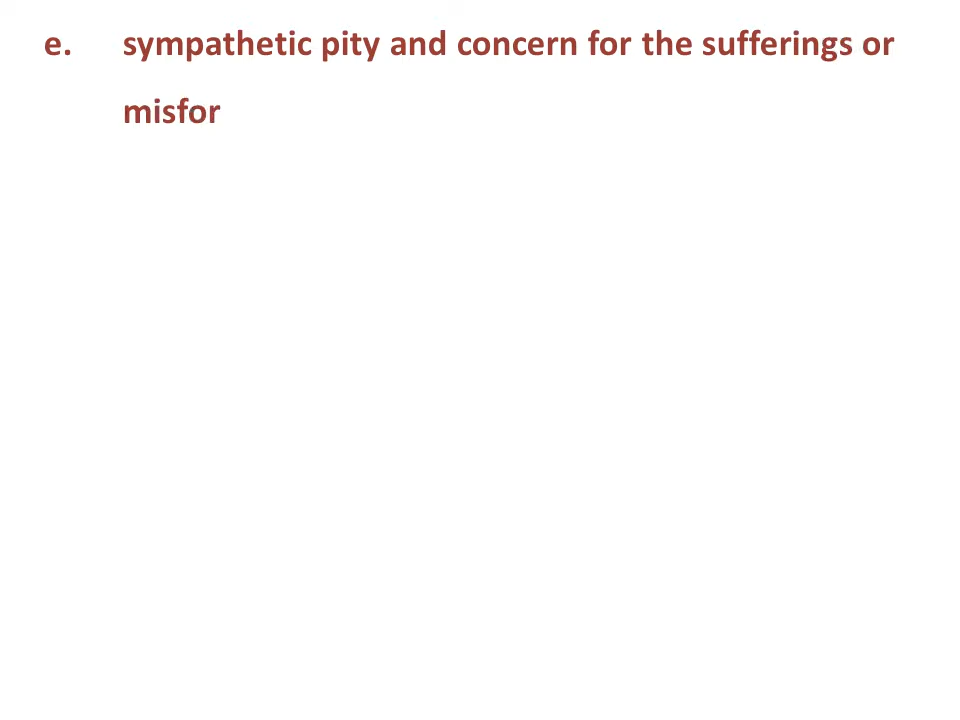 e. sympathetic pity and concern for the sufferings or
misfor